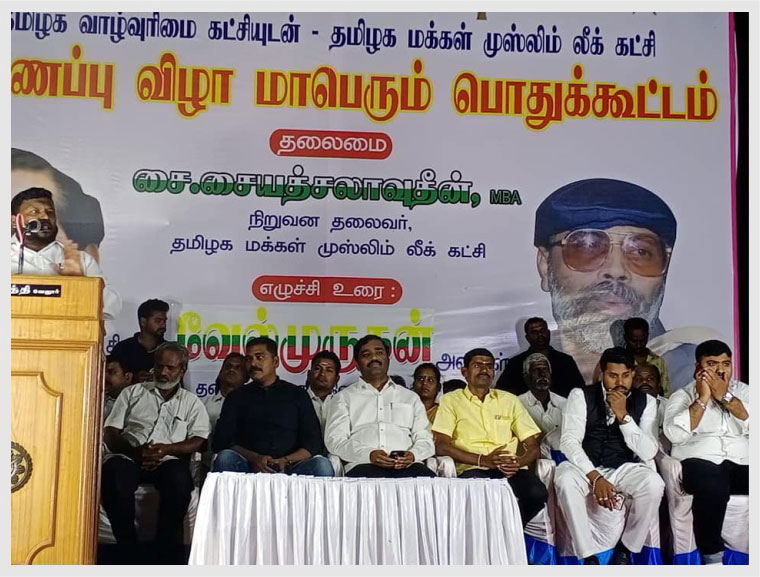 தமிழக வாழ்வுரிமை கட்சியுடன் - தமிழக மக்கள் முஸ்லிம் லீக் கட்சி
ணப்பு விழா மாபெரும் பொதுக்கூட்டம்
தலைமை
சை.சையத்சலாவுதீன், MBA
நிறுவன தலைவர்,
தமிழக மக்கள் முஸ்லிம் லீக் கட்சி
எழுச்சி உரை :
வேல்முருகன்